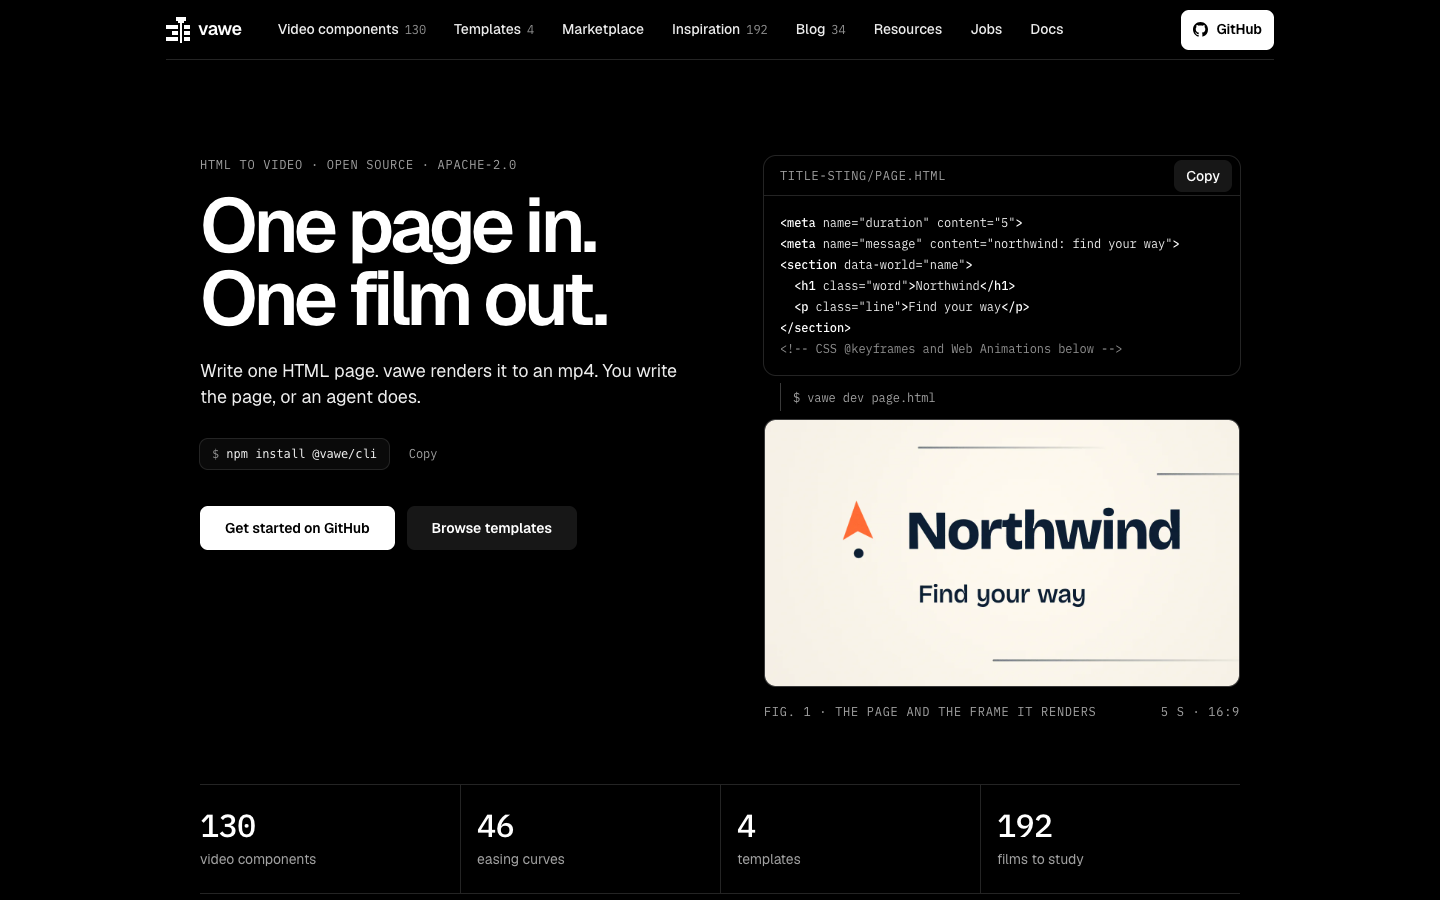 vawe
Video components 130
Templates 4
Marketplace
Inspiration 192
Blog 34
Resources
Jobs
Docs
GitHub
HTML TO VIDEO · OPEN SOURCE · APACHE-2.0
One page in.
One film out.
Write one HTML page. vawe renders it to an mp4. You write
the page, or an agent does.
$ npm install @vawe/cli
Copy
Get started on GitHub
Browse templates
TITLE-STING/PAGE.HTML
Copy
<meta name="duration" content="5">
<meta name="message" content="northwind: find your way">
<section data-world="name">
  <h1 class="word">Northwind</h1>
  <p class="line">Find your way</p>
</section>
<!-- CSS @keyframes and Web Animations below -->
$ vawe dev page.html
Northwind
Find your way
FIG. 1 · THE PAGE AND THE FRAME IT RENDERS
5 S · 16:9
130
video components
46
easing curves
4
templates
192
films to study